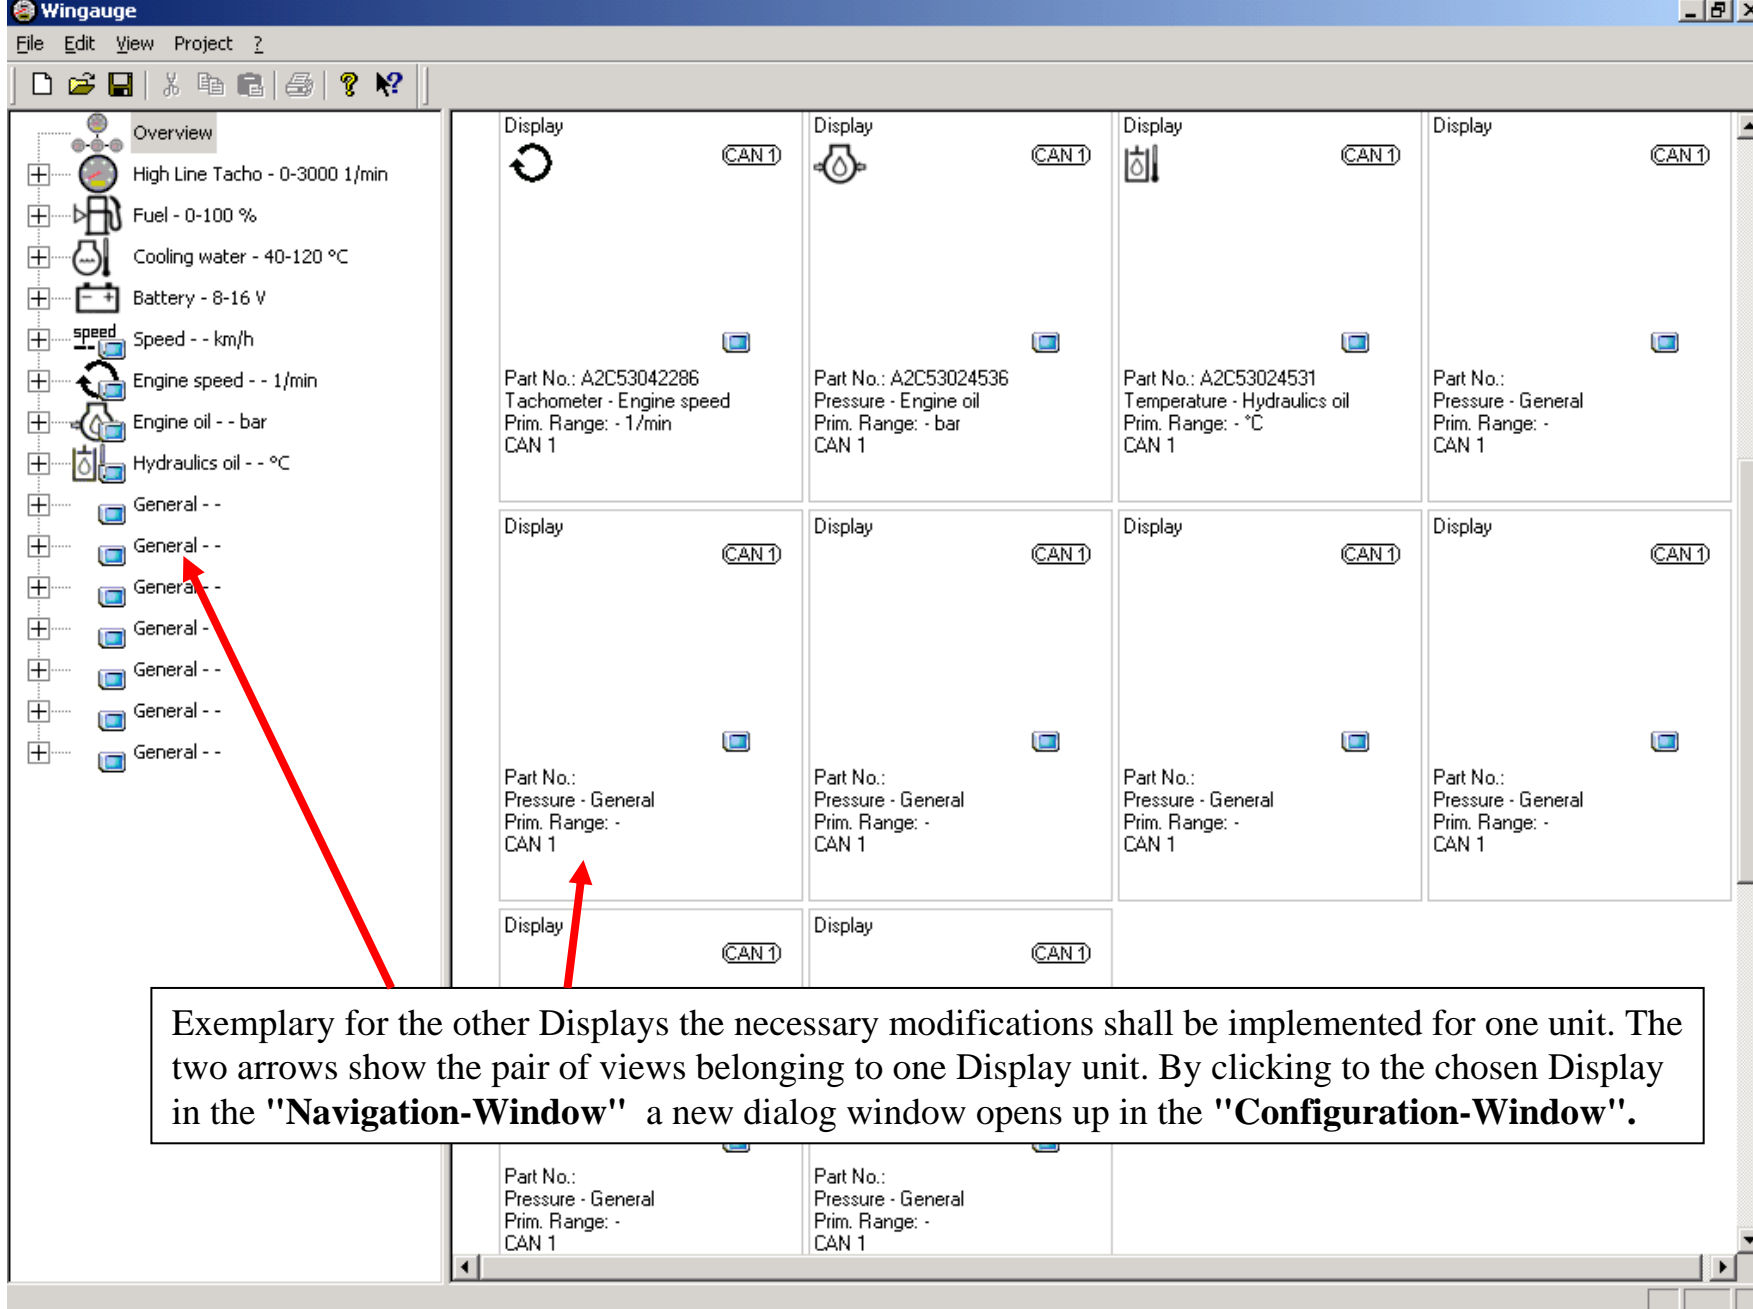 Wingauge
File Edit View Project ?
Overview
High Line Tacho - 0-3000 1/min
Fuel - 0-100 %
Cooling water - 40-120 °C
Battery - 8-16 V
speed
Speed - - km/h
Engine speed - - 1/min
Engine oil - - bar
Hydraulics oil - - °C
General - -
General - -
General - -
General -
General - -
General - -
General - -
Display
CAN 1
Part No.: A2C53042286
Tachometer - Engine speed
Prim. Range: - 1/min
CAN 1
Display
CAN 1
Part No.: A2C53024536
Pressure - Engine oil
Prim. Range: - bar
CAN 1
Display
CAN 1
Part No.: A2C53024531
Temperature - Hydraulics oil
Prim. Range: - °C
CAN 1
Display
CAN 1
Part No.:
Pressure - General
Prim. Range: -
CAN 1
Display
CAN 1
Part No.:
Pressure - General
Prim. Range: -
CAN 1
Display
CAN 1
Part No.:
Pressure - General
Prim. Range: -
CAN 1
Display
CAN 1
Part No.:
Pressure - General
Prim. Range: -
CAN 1
Display
CAN 1
Part No.:
Pressure - General
Prim. Range: -
CAN 1
Display
CAN 1
Display
CAN 1
Exemplary for the other Displays the necessary modifications shall be implemented for one unit. The
two arrows show the pair of views belonging to one Display unit. By clicking to the chosen Display
in the "Navigation-Window" a new dialog window opens up in the "Configuration-Window".
Part No.:
Pressure - General
Prim. Range: -
CAN 1
Part No.:
Pressure - General
Prim. Range: -
CAN 1